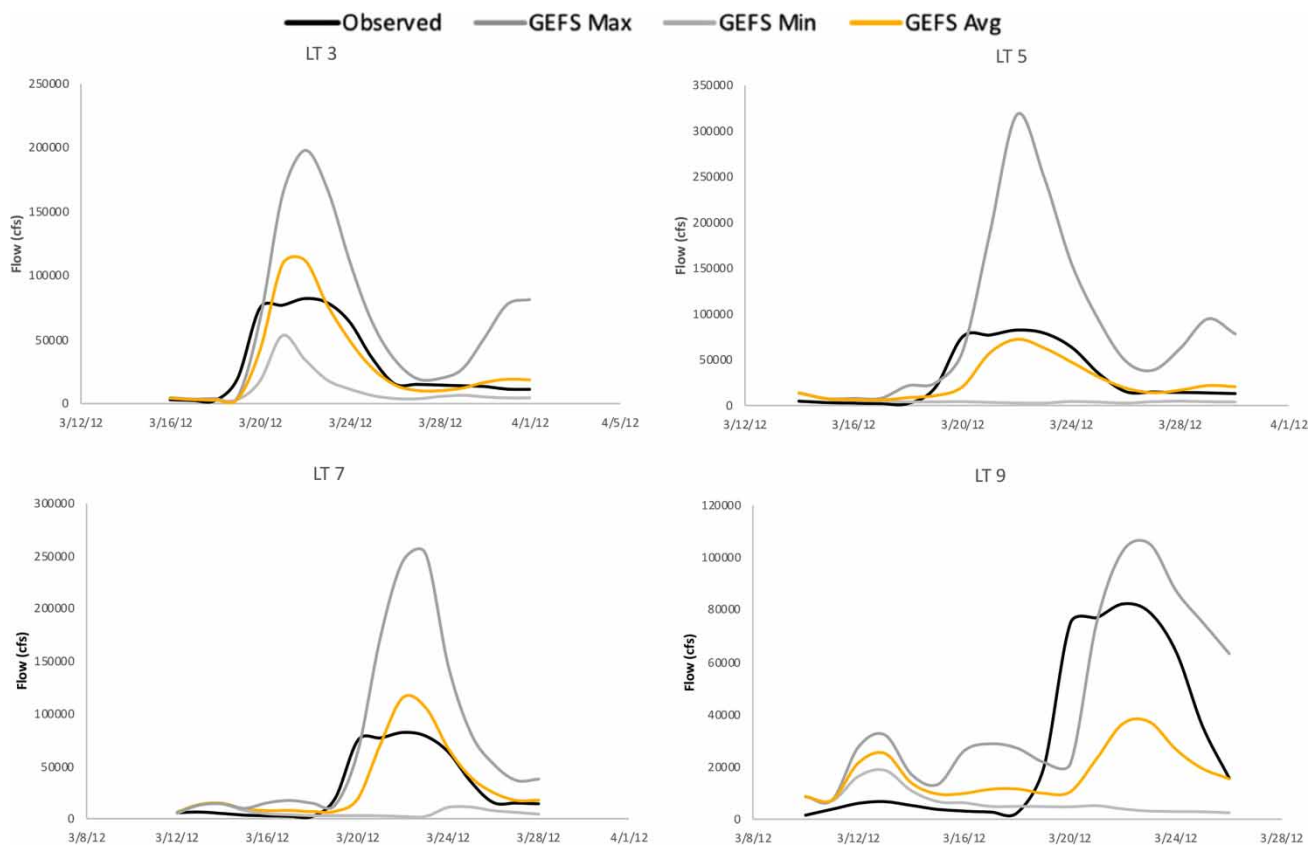 Observed GEFS Max GEFS Min GEFS Avg
LT 3
250000
200000
150000
100000
50000
0
Flow (cfs)
3/12/12 3/16/12 3/20/12 3/24/12 3/28/12 4/1/12 4/5/12
LT 5
350000
300000
250000
200000
150000
100000
50000
0
Flow (cfs)
3/12/12 3/16/12 3/20/12 3/24/12 3/28/12 4/1/12
LT 7
300000
250000
200000
150000
100000
50000
0
Flow (cfs)
3/8/12 3/12/12 3/16/12 3/20/12 3/24/12 3/28/12 4/1/12
LT 9
120000
100000
80000
60000
40000
20000
0
Flow (cfs)
3/8/12 3/12/12 3/16/12 3/20/12 3/24/12 3/28/12